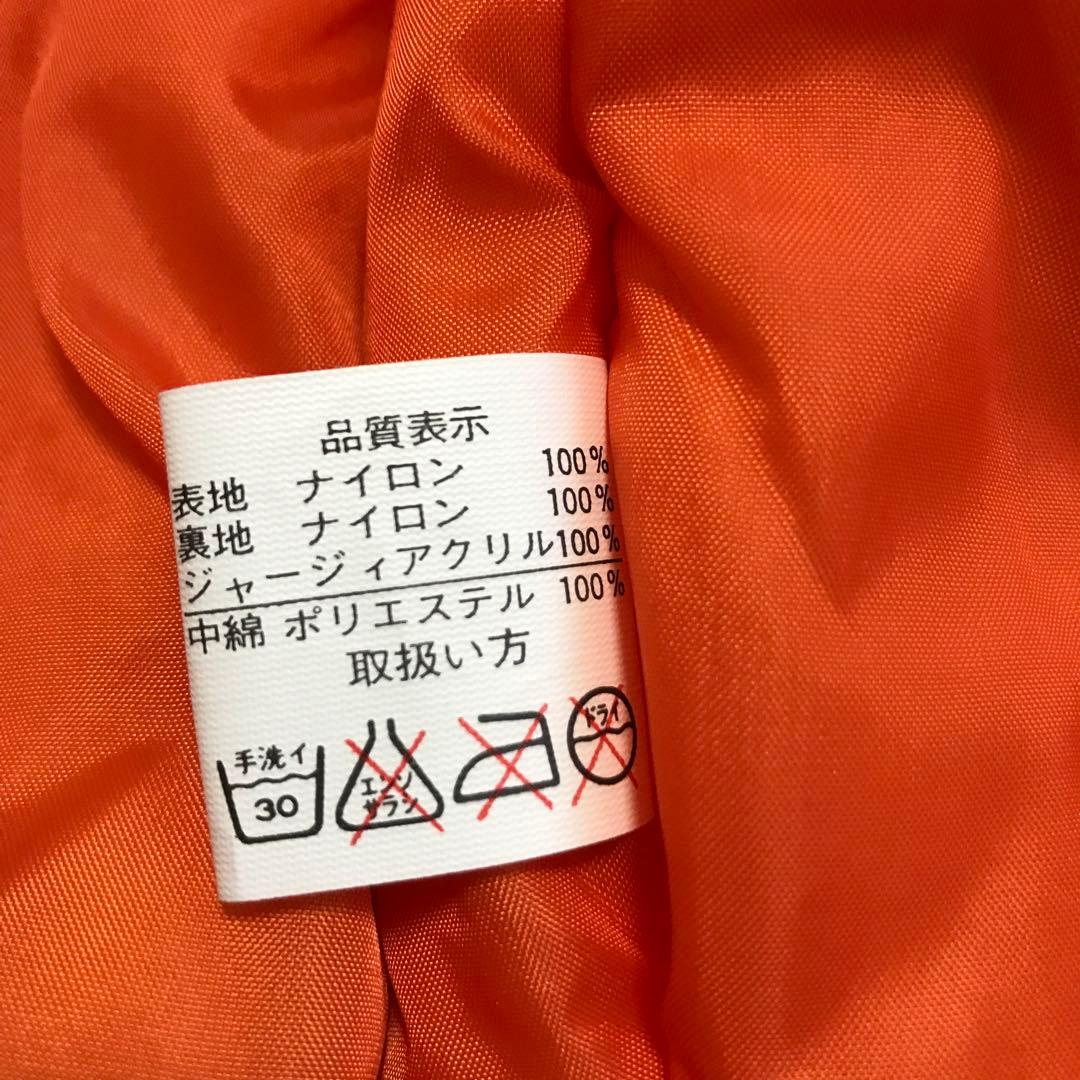 品質表示
表地 ナイロン 100%
裏地 ナイロン 100%
ジャージィアクリル100%
中綿 ポリエステル 100%
取扱い方
手洗イ
30
エンソ
サラシ
ドライ